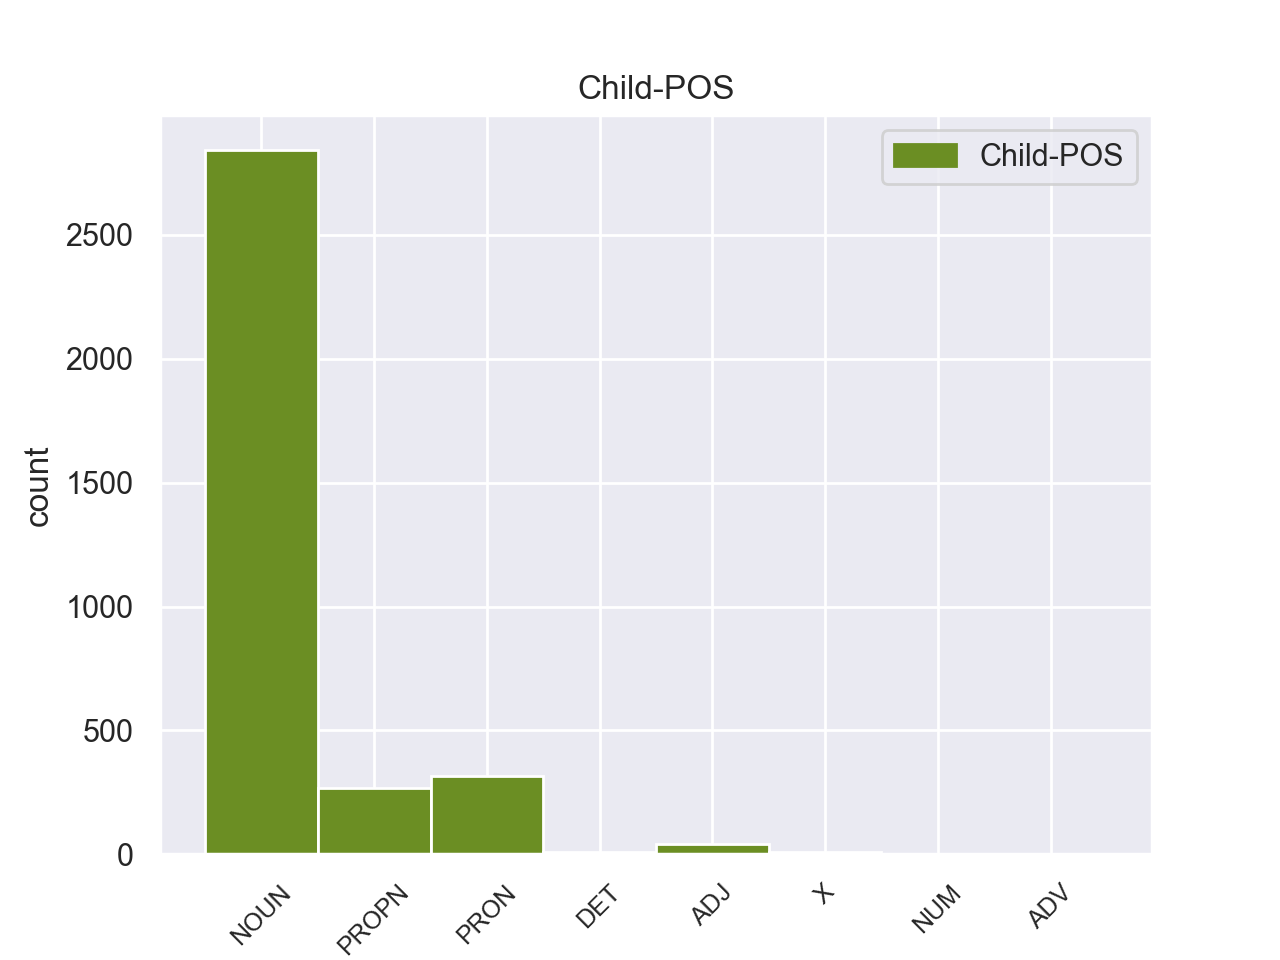 Child-POS
Child-POS
2500
2000
1500
1000
500
0
count
NOUN
PROPN
PRON
DET
ADJ
X
NUM
ADV